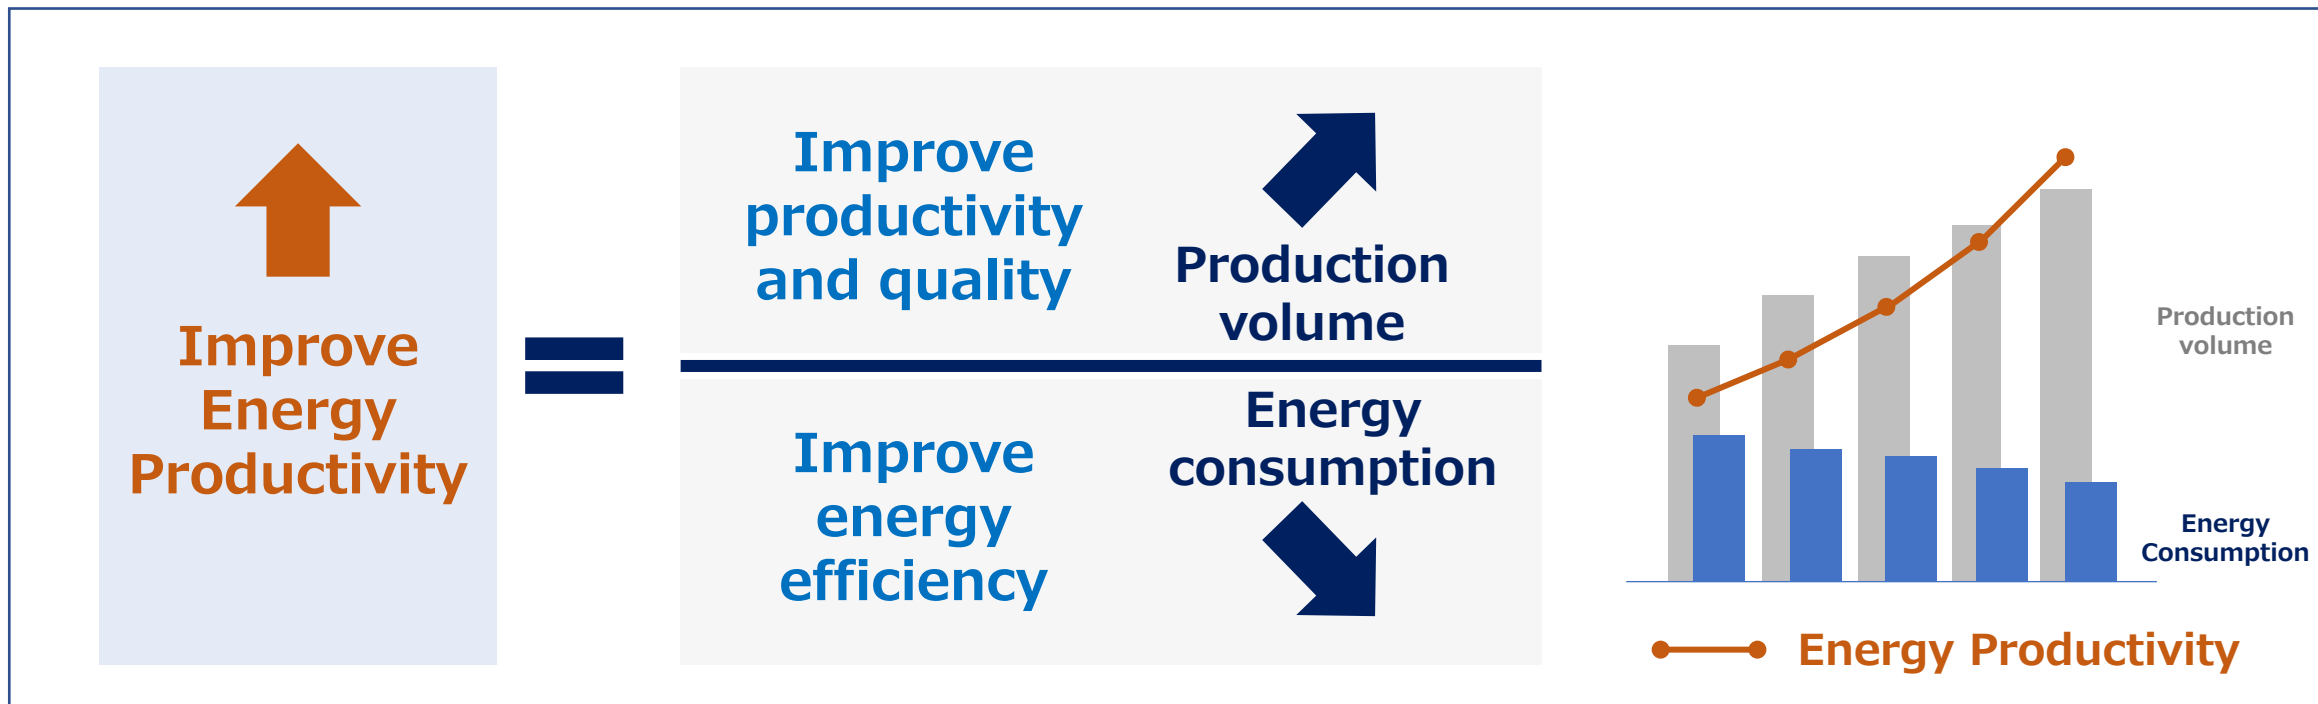 Improve
Energy
Productivity
=
Improve
productivity
and quality
Production
volume
Improve
energy
efficiency
Energy
consumption
Production
volume
Energy
Consumption
Energy Productivity